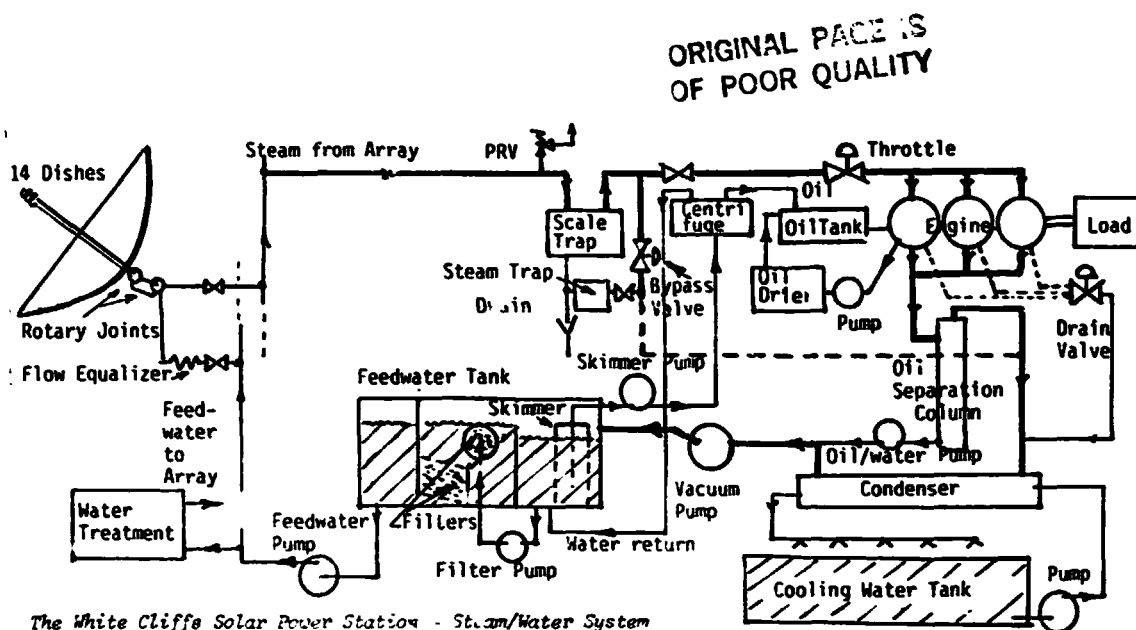 ORIGINAL PAGE IS
OF POOR QUALITY
Steam from Array
PRV
Throttle
14 Dishes
Oil
Scale
Trap
Centri
fuge
OilTank
Engine
Load
Steam Trap
Drain
Bypass
Valve
Oil
Drier
Pump
Drain
Valve
Rotary Joints
Flow Equalizer
Skimmer Pump
Feedwater Tank
Oil
Separation
Column
Skimmer
Feed-
water
to
Array
Oil/water Pump
Vacuum
Pump
Condenser
Water
Treatment
Feedwater
Pump
Filters
Water return
Filter Pump
Cooling Water Tank
Pump
The White Cliffs Solar Power Station - Steam/Water System